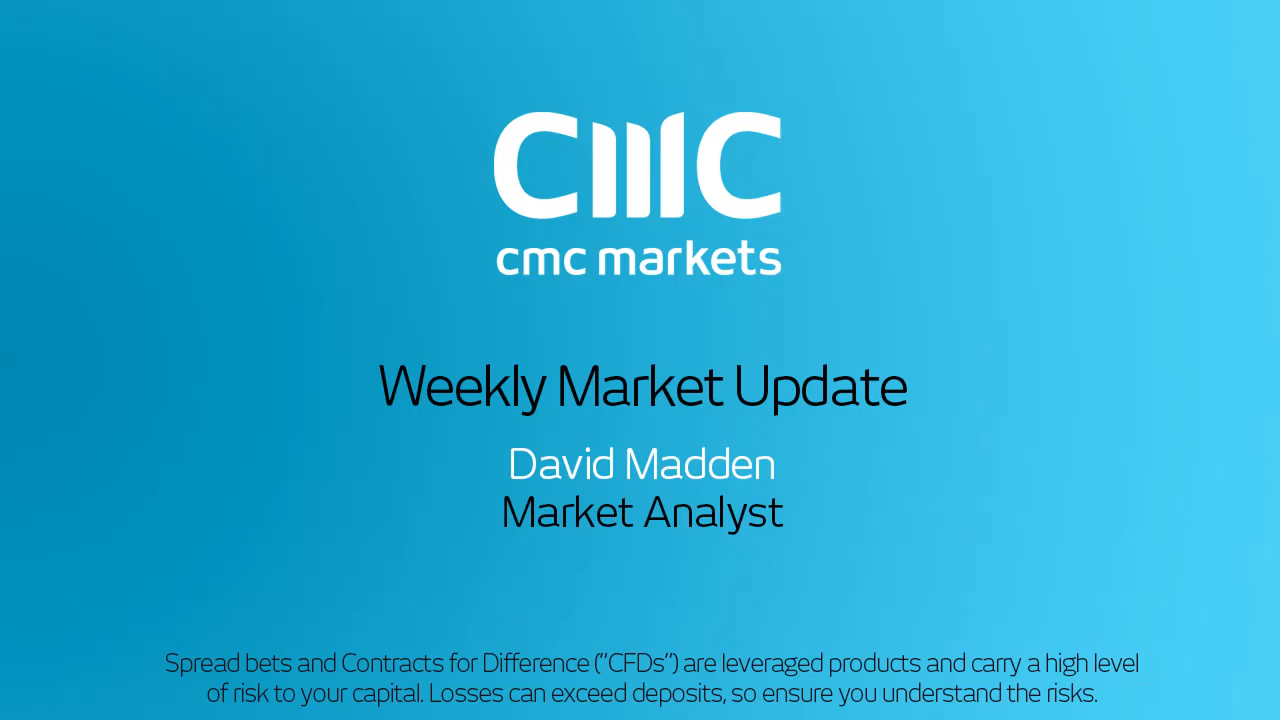 CMC
cmc markets
Weekly Market Update
David Madden
Market Analyst
Spread bets and Contracts for Difference (“CFDs”) are leveraged products and carry a high level
of risk to your capital. Losses can exceed deposits, so ensure you understand the risks.